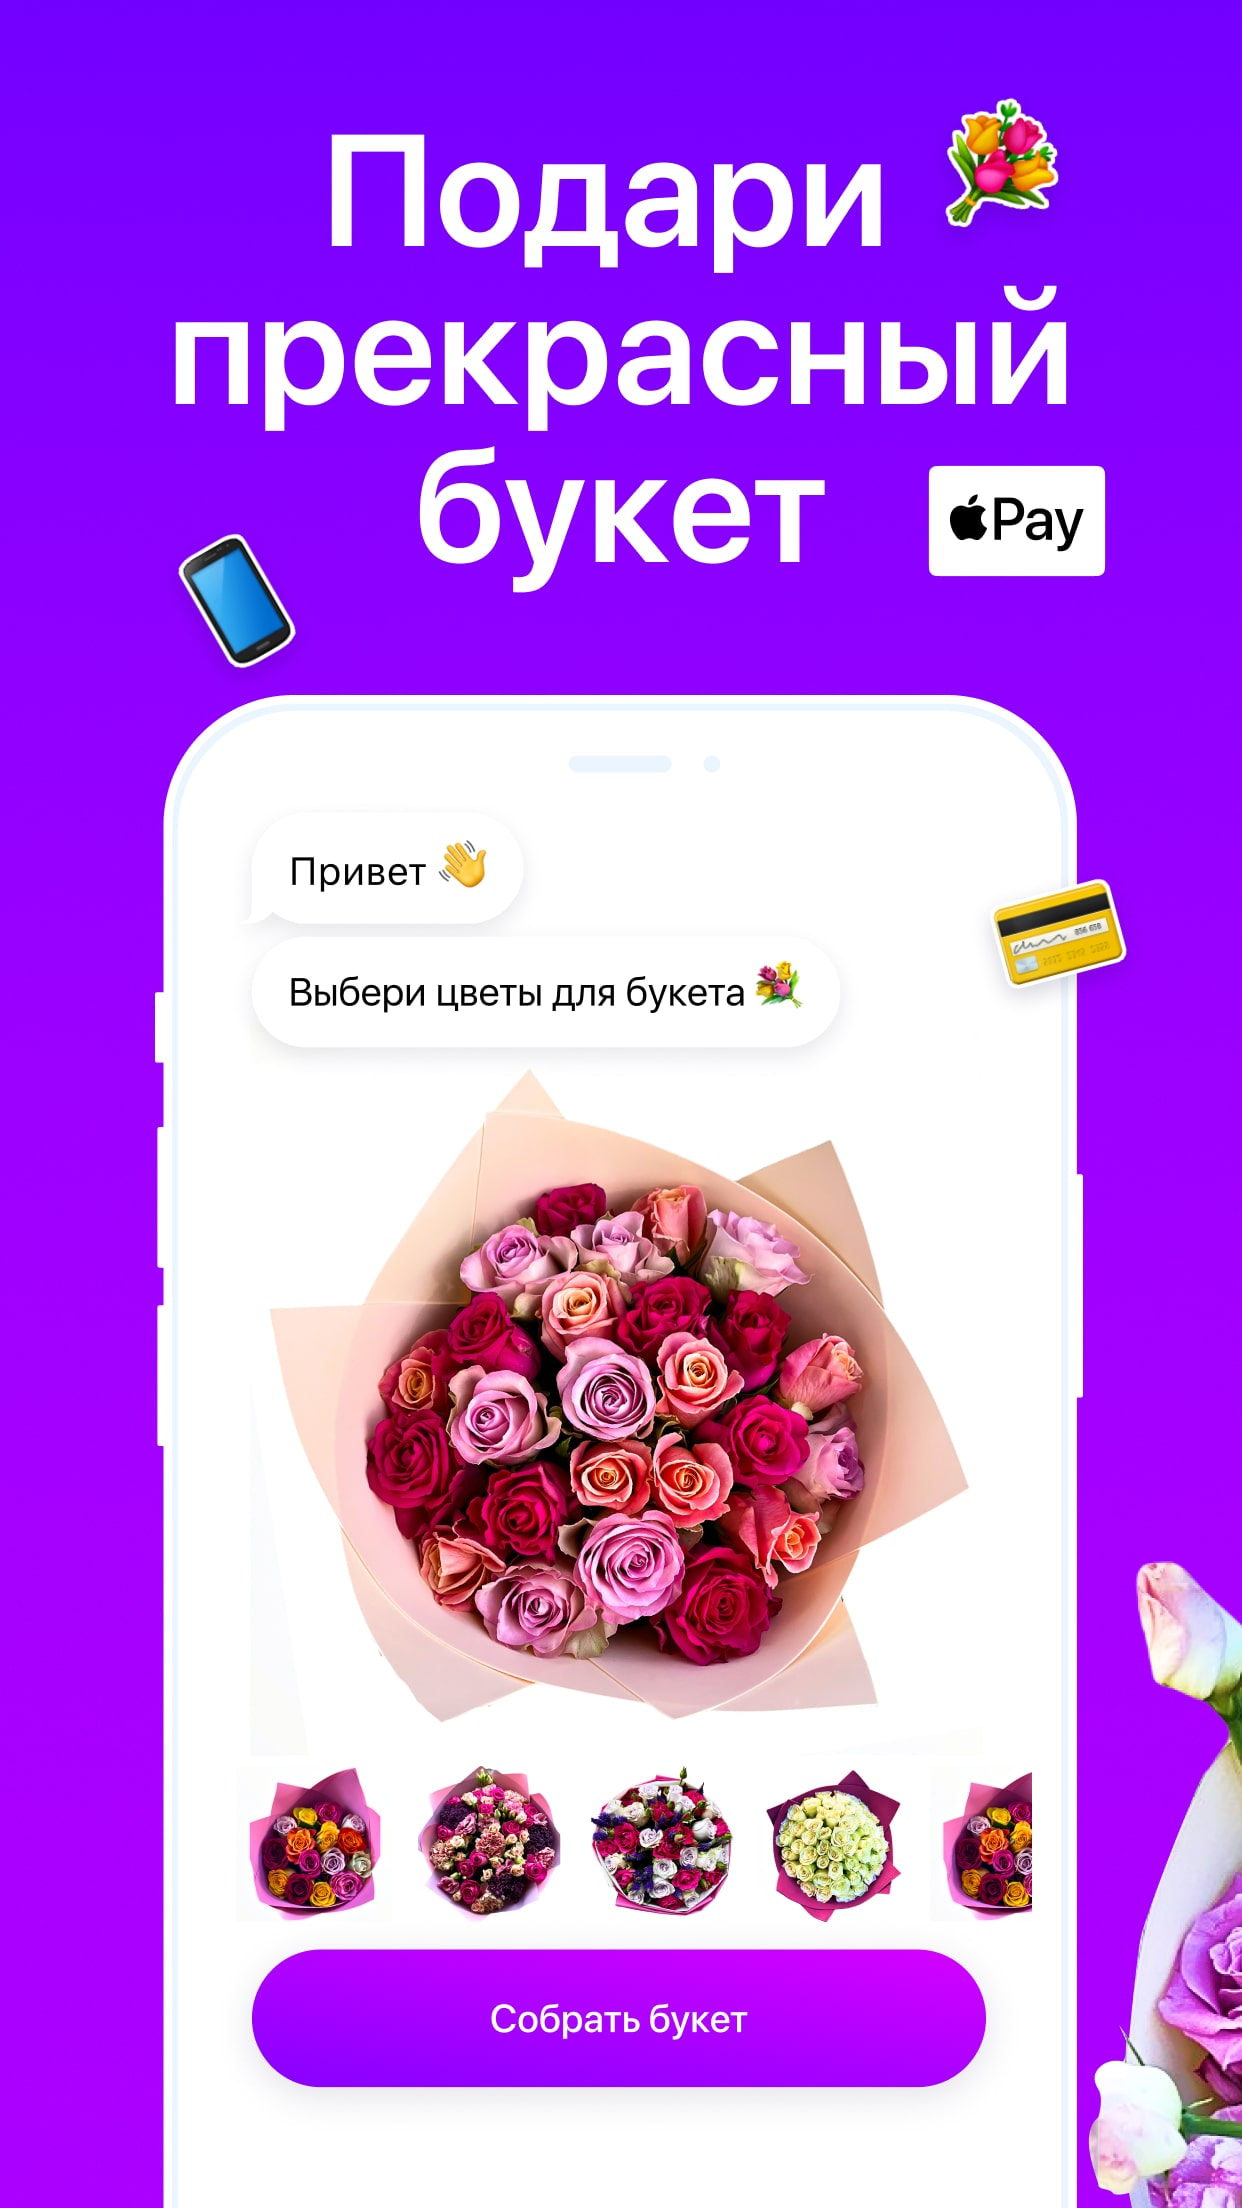 Подари
прекрасный
букет
Pay
Привет
Выбери цветы для букета
Собрать букет